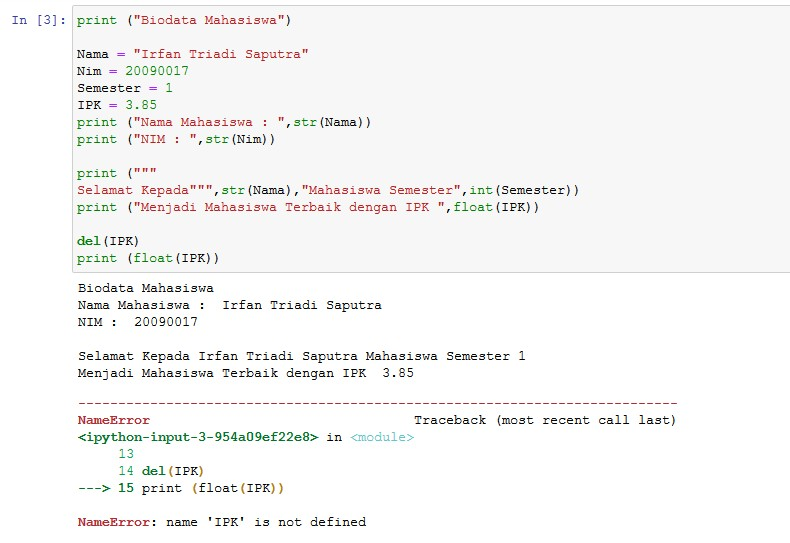 In [3]: print ("Biodata Mahasiswa")
Nama = "Irfan Triadi Saputra"
Nim = 20090017
Semester = 1
IPK = 3.85
print ("Nama Mahasiswa : ",str(Nama))
print ("NIM : ",str(Nim))
print ("""
Selamat Kepada""",str(Nama),"Mahasiswa Semester",int(Semester))
print ("Menjadi Mahasiswa Terbaik dengan IPK ",float(IPK))
del(IPK)
print (float(IPK))
Biodata Mahasiswa
Nama Mahasiswa :  Irfan Triadi Saputra
NIM :  20090017
Selamat Kepada Irfan Triadi Saputra Mahasiswa Semester 1
Menjadi Mahasiswa Terbaik dengan IPK  3.85
---------------------------------------------------------------------------
NameError                                 Traceback (most recent call last)
<ipython-input-3-954a09ef22e8> in <module>
     13
     14 del(IPK)
---> 15 print (float(IPK))
NameError: name 'IPK' is not defined